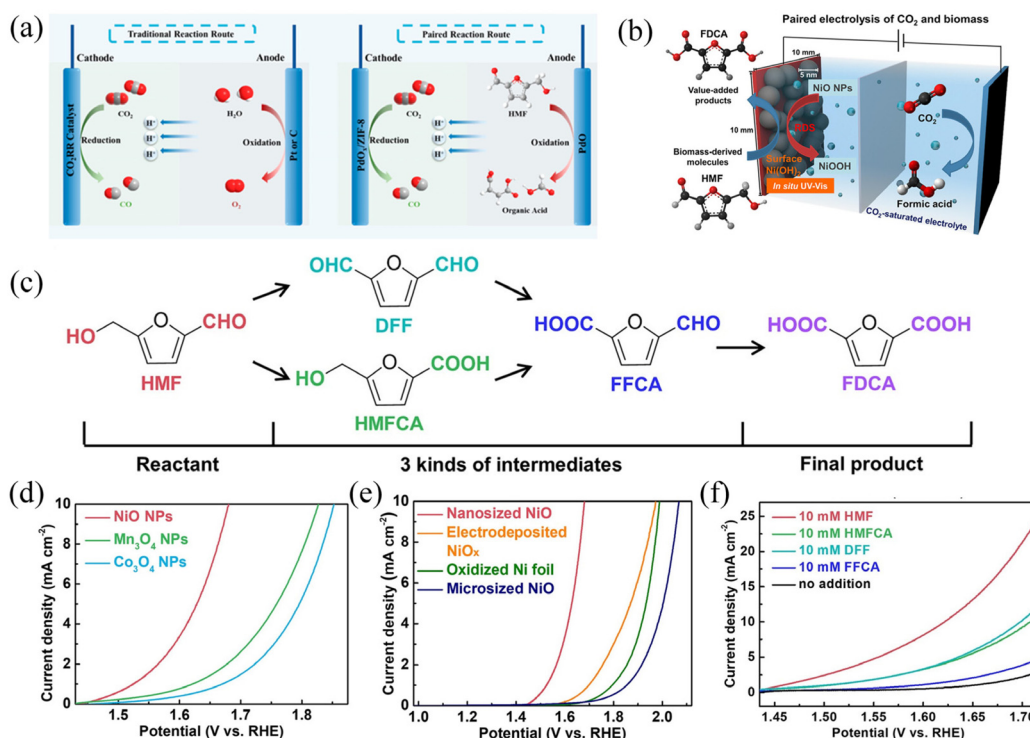 (a)
Traditional Reaction Route
Cathode
Anode
CO₂RR Catalyst
CO₂
Reduction
CO
H⁺
H⁺
H⁺
H₂O
Oxidation
O₂
Pt or C
Paired Reaction Route
Cathode
Anode
PdOₓ/ZIF-8
CO₂
Reduction
CO
H⁺
H⁺
H⁺
HMF
Oxidation
Organic Acid
PdO
(b)
Paired electrolysis of CO₂ and biomass
FDCA
Value-added
products
Biomass-derived
molecules
HMF
10 mm
5 nm
10 mm
NiO NPs
RDS
NiOOH
Surface
Ni(OH)
In situ UV-Vis
CO₂
Formic acid
CO₂-saturated electrolyte
(c)
HO
O
CHO
HMF
OHC
O
CHO
DFF
HO
O
COOH
HMFCA
HOOC
O
CHO
FFCA
HOOC
O
COOH
FDCA
Reactant
3 kinds of intermediates
Final product
(d)
Current density (mA cm⁻²)
10
8
6
4
2
0
NiO NPs
Mn₃O₄ NPs
Co₃O₄ NPs
1.5
1.6
1.7
1.8
Potential (V vs. RHE)
(e)
Current density (mA cm⁻²)
10
8
6
4
2
0
Nanosized NiO
Electrodeposited
NiOₓ
Oxidized Ni foil
Microsized NiO
1.0
1.2
1.4
1.6
1.8
2.0
Potential (V vs. RHE)
(f)
Current density (mA cm⁻²)
25
20
15
10
5
0
10 mM HMF
10 mM HMFCA
10 mM DFF
10 mM FFCA
no addition
1.45
1.50
1.55
1.60
1.65
1.70
Potential (V vs. RHE)